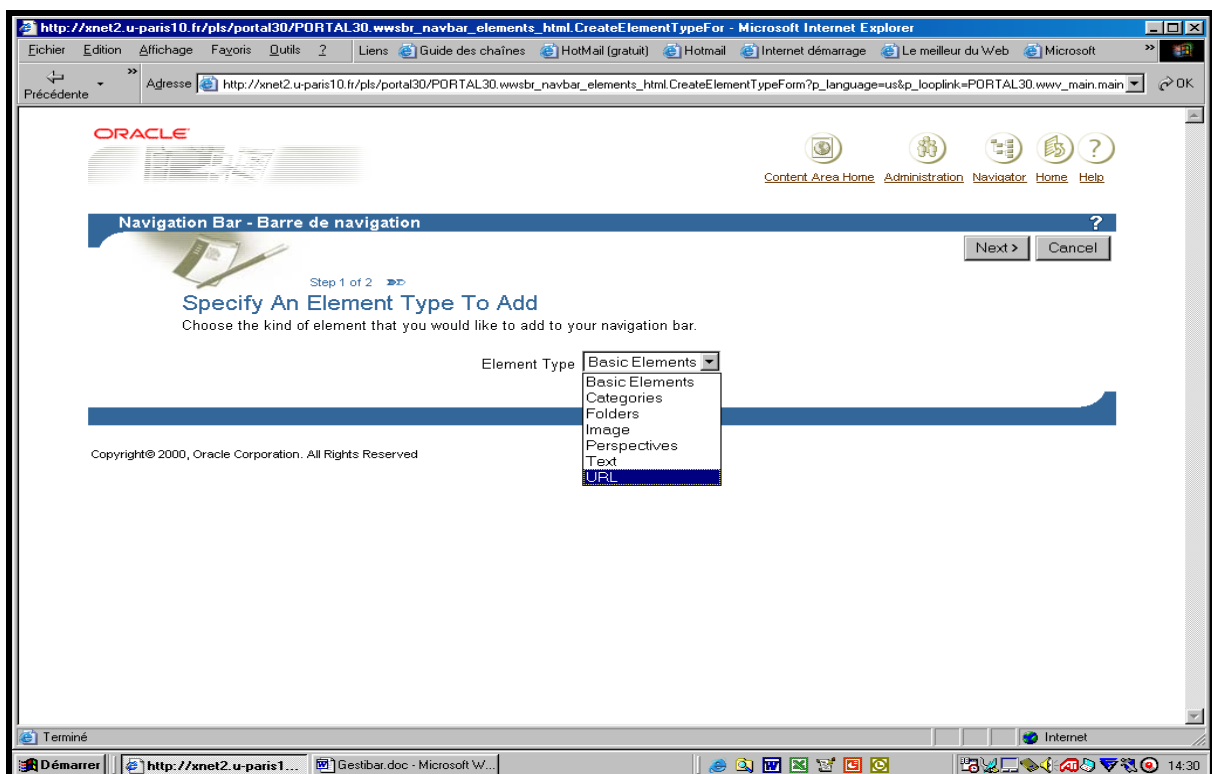 http://xnet2.u-paris10.fr/pls/portal30/PORTAL30.wwsbr_navbar_elements_html.CreateElementTypeFor - Microsoft Internet Explorer
Fichier Edition Affichage Favoris Outils ? Liens Guide des chaînes HotMail (gratuit) Hotmail Internet démarrage Le meilleur du Web Microsoft »
Précédente » Adresse http://xnet2.u-paris10.fr/pls/portal30/PORTAL30.wwsbr_navbar_elements_html.CreateElementTypeForm?p_language=us&p_looplink=PORTAL30.wwv_main.main OK
ORACLE
Content Area Home Administration Navigator Home Help
Navigation Bar - Barre de navigation ?
Next > Cancel
Step 1 of 2
Specify An Element Type To Add
Choose the kind of element that you would like to add to your navigation bar.
Element Type Basic Elements
Basic Elements
Categories
Folders
Image
Perspectives
Text
URL
Copyright© 2000, Oracle Corporation. All Rights Reserved
Terminé Internet
Démarrer http://xnet2.u-paris1... Gestibar.doc - Microsoft W... 14:30